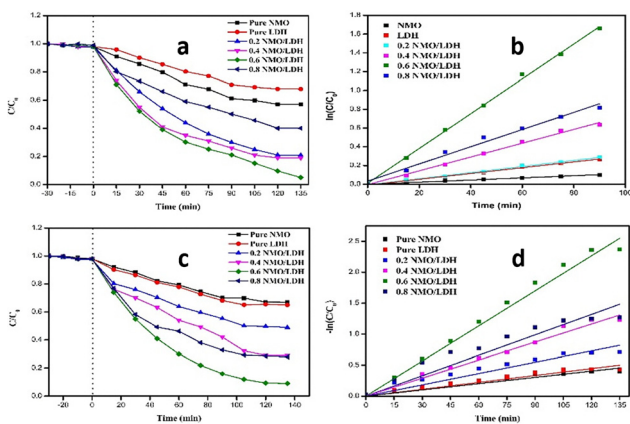 a
Pure NMO
Pure LDH
0.2 NMO/LDH
0.4 NMO/LDH
0.6 NMO/LDH
0.8 NMO/LDH
C/C₀
1.2
1.0
0.8
0.6
0.4
0.2
0.0
-30 -15 0 15 30 45 60 75 90 105 120 135
Time (min)
b
NMO
LDH
0.2 NMO/LDH
0.4 NMO/LDH
0.6 NMO/LDH
0.8 NMO/LDH
ln(C/C₀)
1.8
1.6
1.2
0.8
0.4
0.0
0 20 40 60 80 100
Time (min)
c
Pure NMO
Pure LDH
0.2 NMO/LDH
0.4 NMO/LDH
0.6 NMO/LDH
0.8 NMO/LDH
1.2
1.0
0.8
0.6
0.4
0.2
0.0
-20 0 20 40 60 80 100 120 140
Time (min)
d
Pure NMO
Pure LDH
0.2 NMO/LDH
0.4 NMO/LDH
0.6 NMO/LDH
0.8 NMO/LDH
-ln(C/C₀)
2.5
2.0
1.5
1.0
0.5
0.0
0 15 30 45 60 75 90 105 120 135
Time (min)